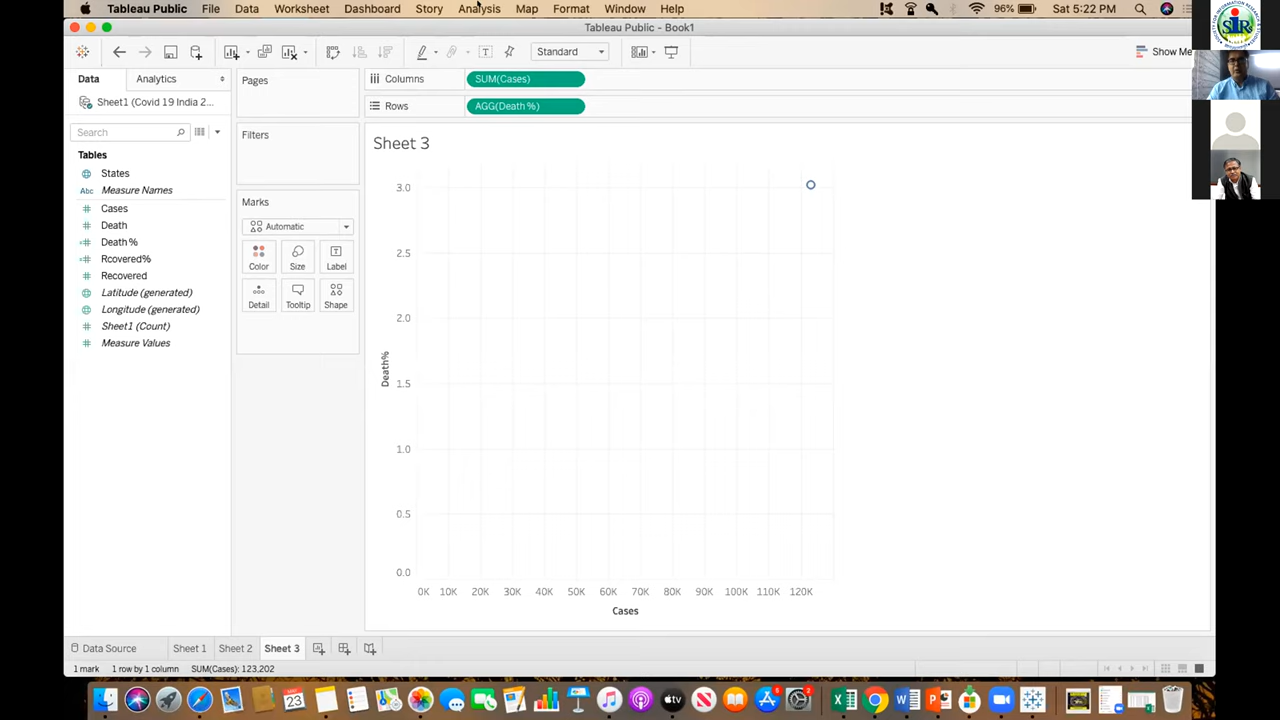 Tableau Public File Data Worksheet Dashboard Story Analysis Map Format Window Help 96% Sat 5:22 PM
Tableau Public - Book1
Standard Show Me
Data Analytics Pages Columns SUM(Cases)
Sheet1 (Covid 19 India 2... Rows AGG(Death %)
Search Filters
Tables Sheet 3
States
Abc Measure Names
Cases Marks
Death Automatic
Death %
Rcovered% Color Size Label
Recovered
Latitude (generated)
Longitude (generated) Detail Tooltip Shape
Sheet1 (Count)
Measure Values
3.0
2.5
2.0
1.5
1.0
0.5
0.0
Death%
0K 10K 20K 30K 40K 50K 60K 70K 80K 90K 100K 110K 120K
Cases
Data Source Sheet 1 Sheet 2 Sheet 3
1 mark 1 row by 1 column SUM(Cases): 123,202
23
SIR